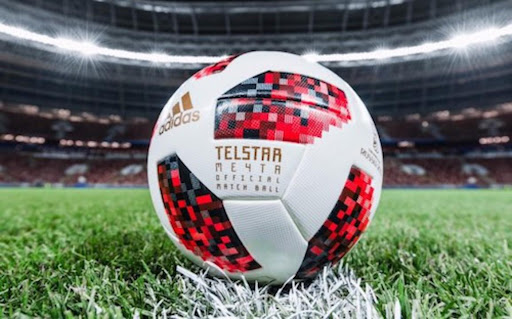 adidas
TELSTAR
МЕЧТА
OFFICIAL
MATCH BALL